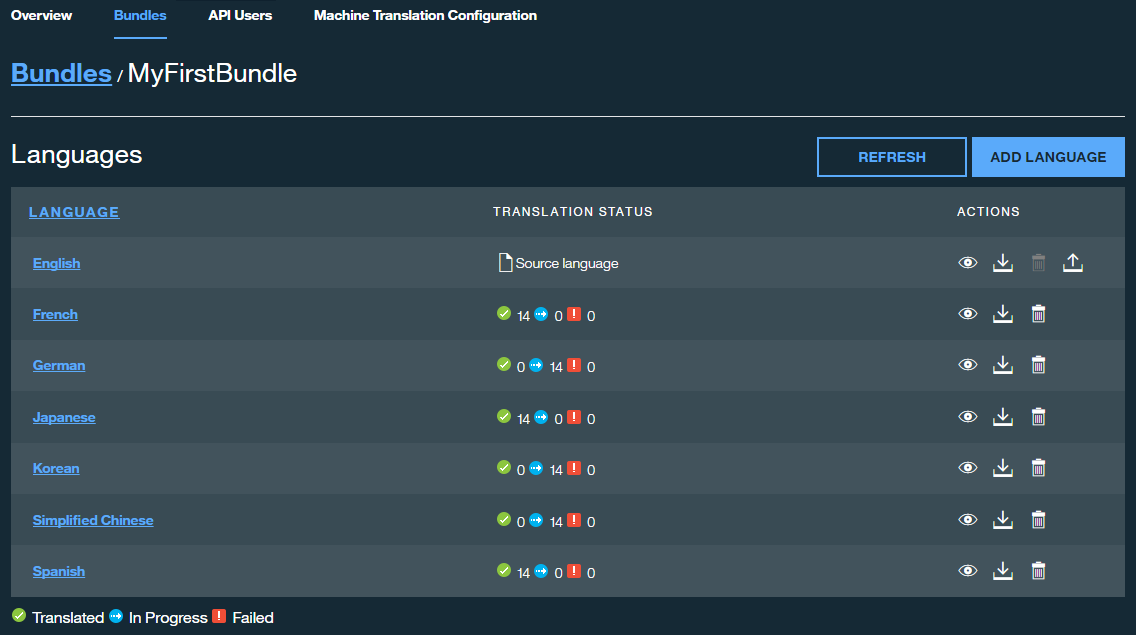 Overview Bundles API Users Machine Translation Configuration
Bundles / MyFirstBundle
Languages REFRESH ADD LANGUAGE
LANGUAGE TRANSLATION STATUS ACTIONS
English Source language
French 14 0 ! 0
German 0 14 ! 0
Japanese 14 0 ! 0
Korean 0 14 ! 0
Simplified Chinese 0 14 ! 0
Spanish 14 0 ! 0
Translated In Progress ! Failed